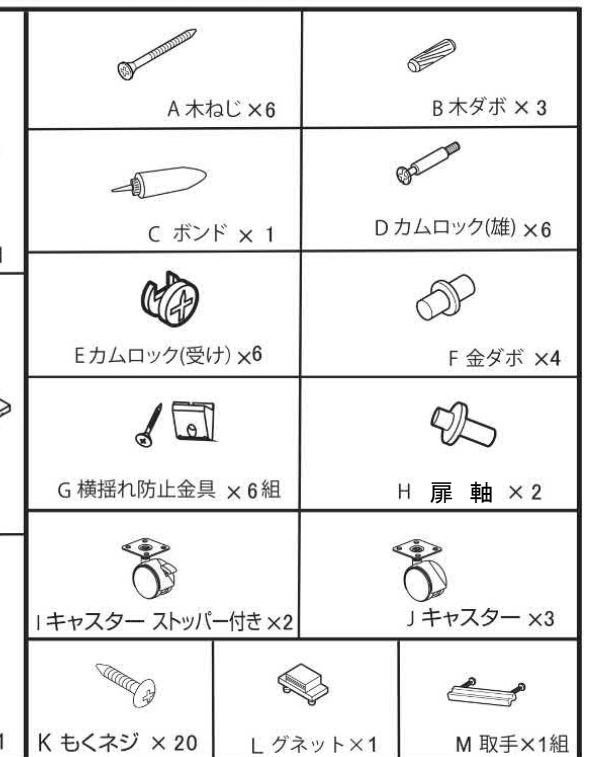 A 木ねじ ×6
B 木ダボ × 3
C ボンド × 1
D カムロック(雄) ×6
E カムロック(受け) ×6
F 金ダボ ×4
G 横揺れ防止金具 × 6 組
H 扉 軸 × 2
I キャスター ストッパー付き ×2
J キャスター ×3
K もくネジ × 20
L グネット×1
M 取手×1組
1